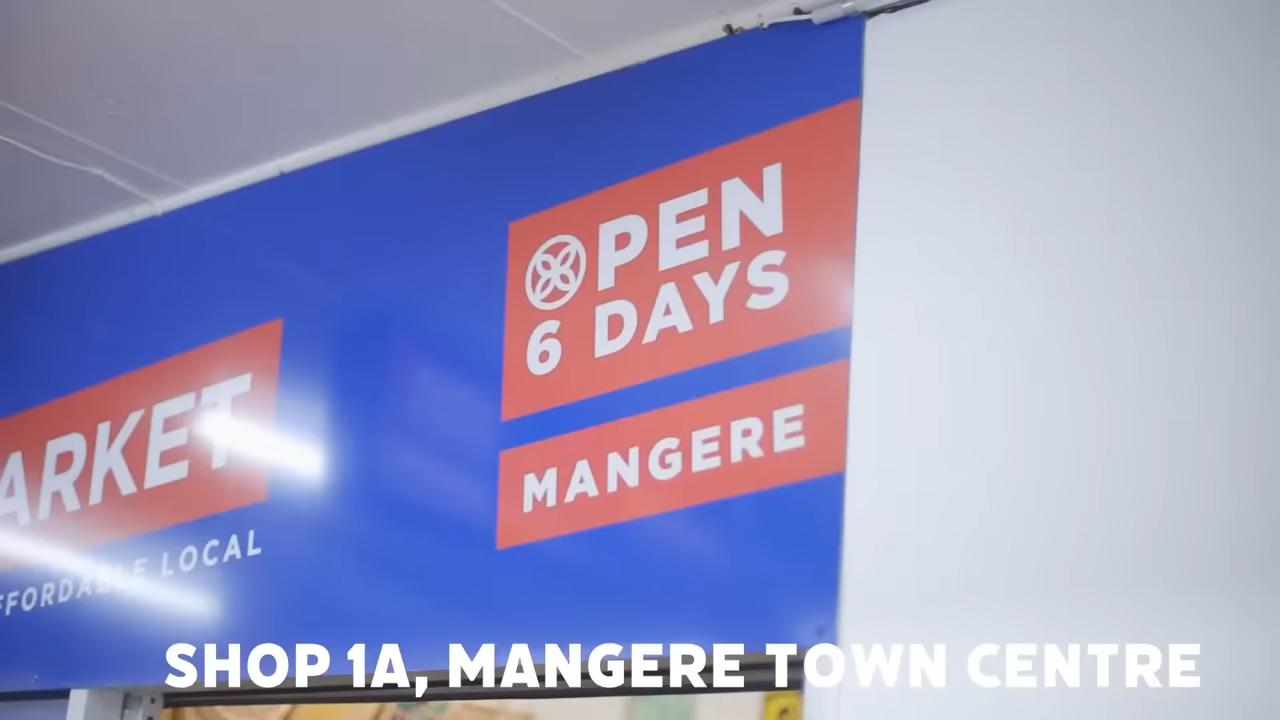 OPEN
6 DAYS
MANGERE
ARKET
FFORDABLE LOCAL
SHOP 1A, MANGERE TOWN CENTRE